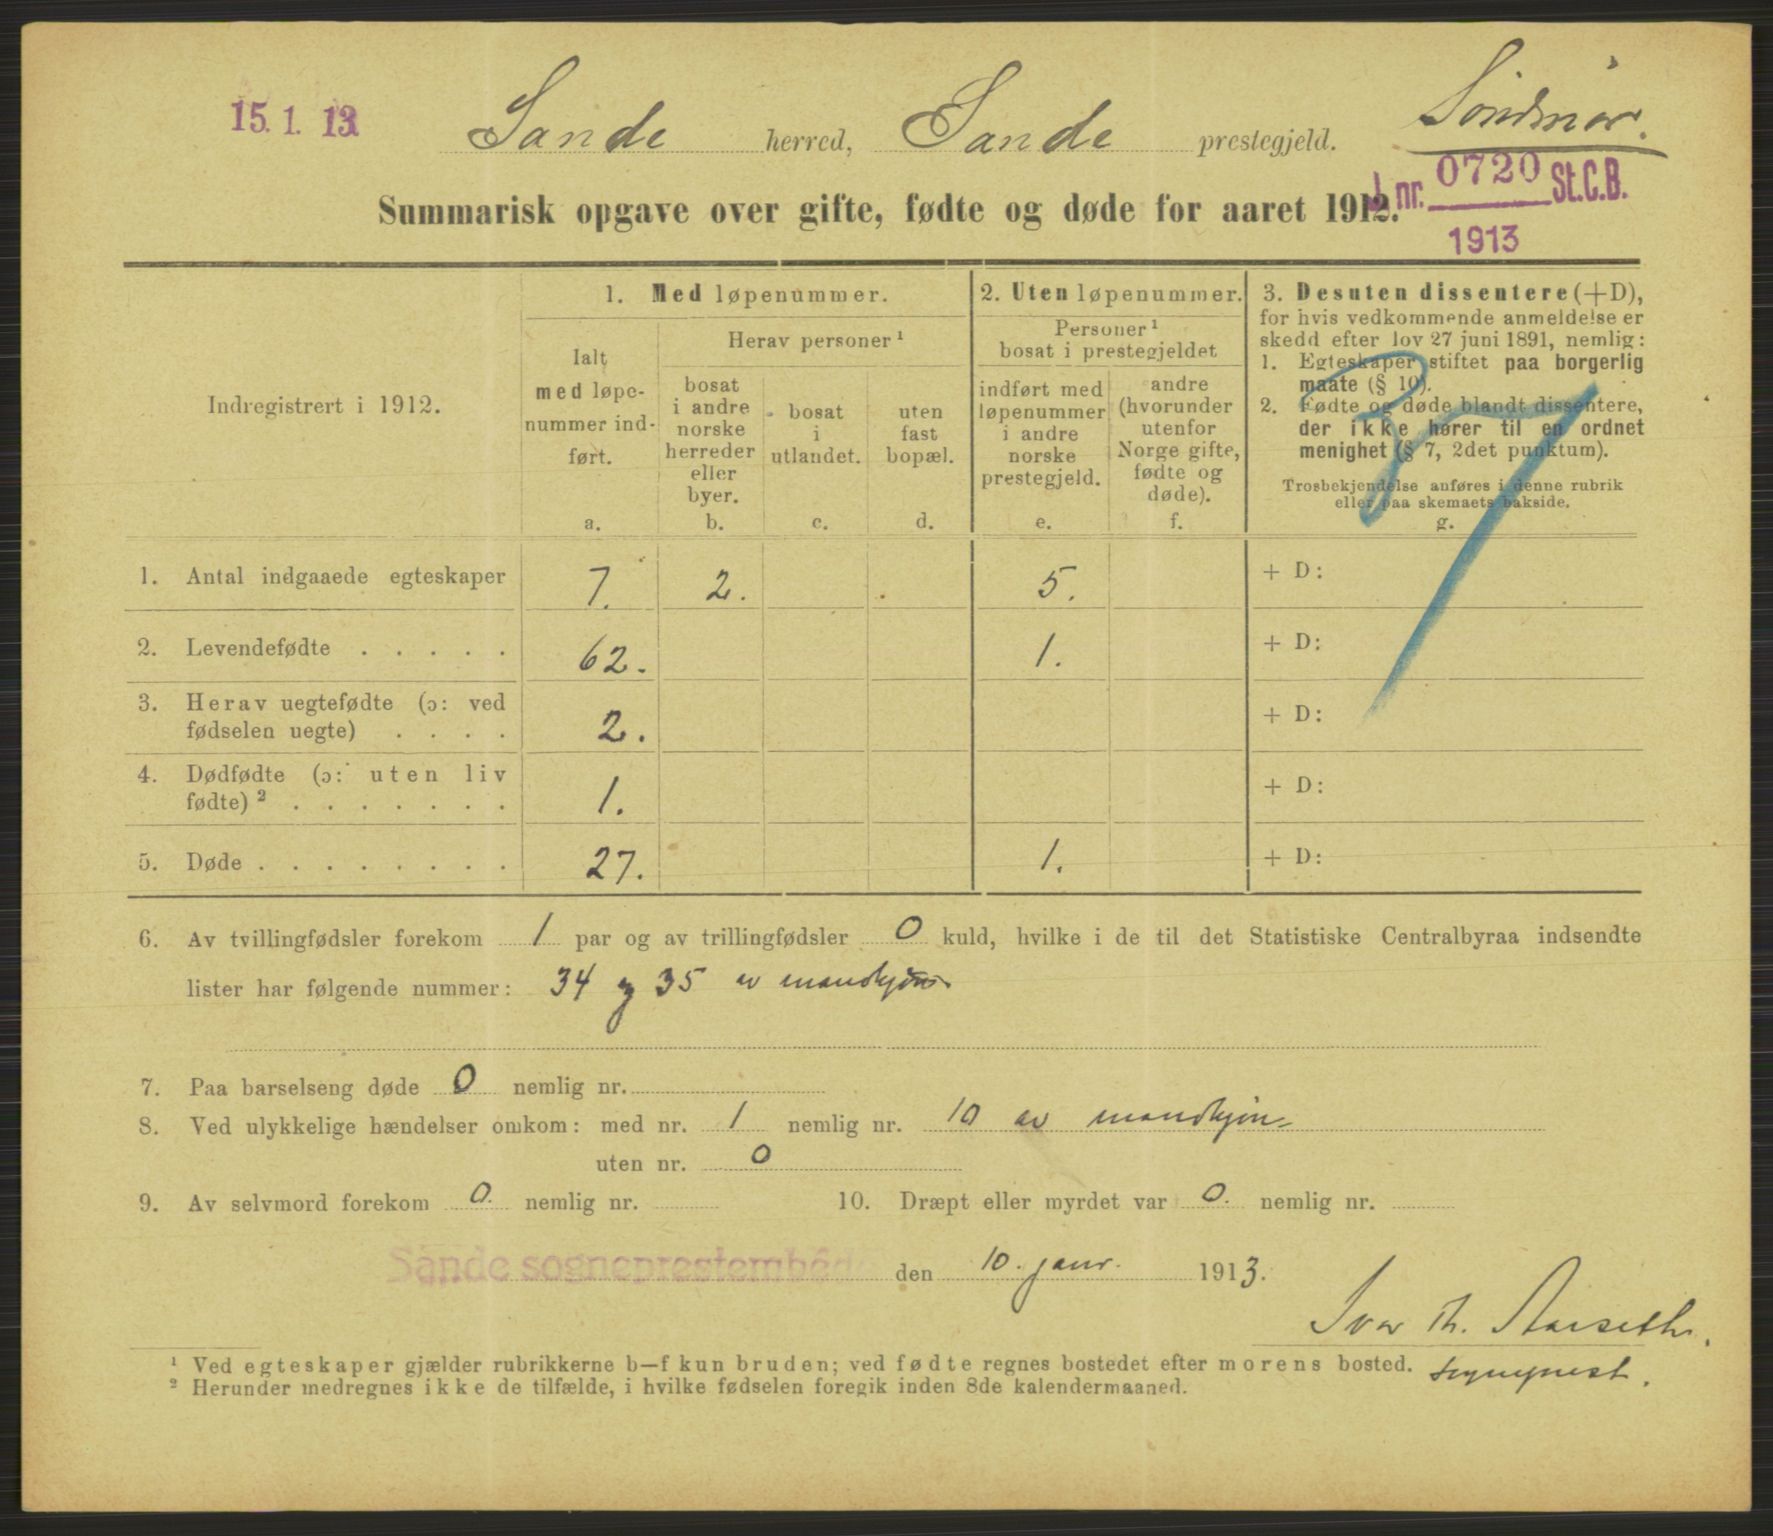 15. 1. 13
Sande herred, Sande prestegjeld. Söndmör.
J. nr. 0720 St.C.B.
1913
Summarisk opgave over gifte, fødte og døde for aaret 1912.
Indregistrert i 1912.
1. Med løpenummer.
Ialt
med løpe-
nummer ind-
ført.
a.
Herav personer ¹
bosat
i andre
norske
herreder
eller
byer.
b.
bosat
i
utlandet.
c.
uten
fast
bopæl.
d.
2. Uten løpenummer.
Personer ¹
bosat i prestegjeldet
indført med
løpenummer
i andre
norske
prestegjeld.
e.
andre
(hvorunder
utenfor
Norge gifte,
fødte og
døde).
f.
3. Desuten dissentere (+D),
for hvis vedkommende anmeldelse er
skedd efter lov 27 juni 1891, nemlig:
1. Egteskaper stiftet paa borgerlig
maate (§ 10).
2. Fødte og døde blandt dissentere,
der ikke hører til en ordnet
menighet (§ 7, 2det punktum).
Trosbekjendelse anføres i denne rubrik
eller paa skemaets bakside.
g.
1. Antal indgaaede egteskaper 7. 2. 5. + D:
2. Levendefødte . . . . . 62. 1. + D:
3. Herav uegtefødte (ɔ: ved
fødselen uegte) . . . . 2. + D:
4. Dødfødte (ɔ: uten liv
fødte) ² . . . . . . . 1. + D:
5. Døde . . . . . . . . 27. 1. + D:
6. Av tvillingfødsler forekom 1 par og av trillingfødsler 0 kuld, hvilke i de til det Statistiske Centralbyraa indsendte
lister har følgende nummer: 34 og 35 av mandkjøn
7. Paa barselseng døde 0 nemlig nr.
8. Ved ulykkelige hændelser omkom: med nr. 1 nemlig nr. 10 av mandkjøn
uten nr. 0
9. Av selvmord forekom 0. nemlig nr. 10. Dræpt eller myrdet var 0. nemlig nr.
Sande sogneprestembede den 10. janr. 1913.
Ivar Th. Aarseth.
sogneprest.
¹ Ved egteskaper gjælder rubrikkerne b—f kun bruden; ved fødte regnes bostedet efter morens bosted.
² Herunder medregnes ikke de tilfælde, i hvilke fødselen foregik inden 8de kalendermaaned.